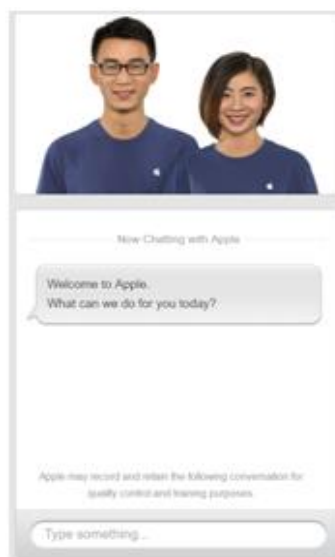 Now Chatting with Apple
Welcome to Apple.
What can we do for you today?
Apple may record and retain the following conversation for
quality control and training purposes.
Type something...